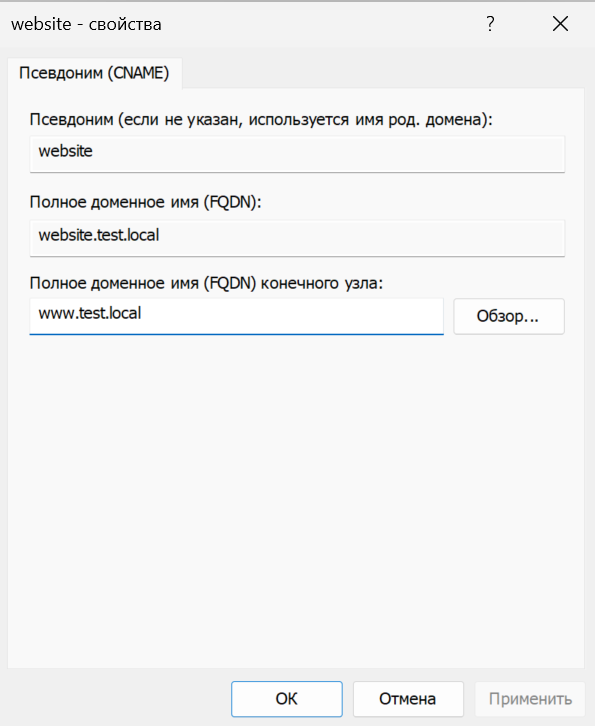 website - свойства
?
Псевдоним (CNAME)
Псевдоним (если не указан, используется имя род. домена):
website
Полное доменное имя (FQDN):
website.test.local
Полное доменное имя (FQDN) конечного узла:
www.test.local
Обзор...
ОК
Отмена
Применить